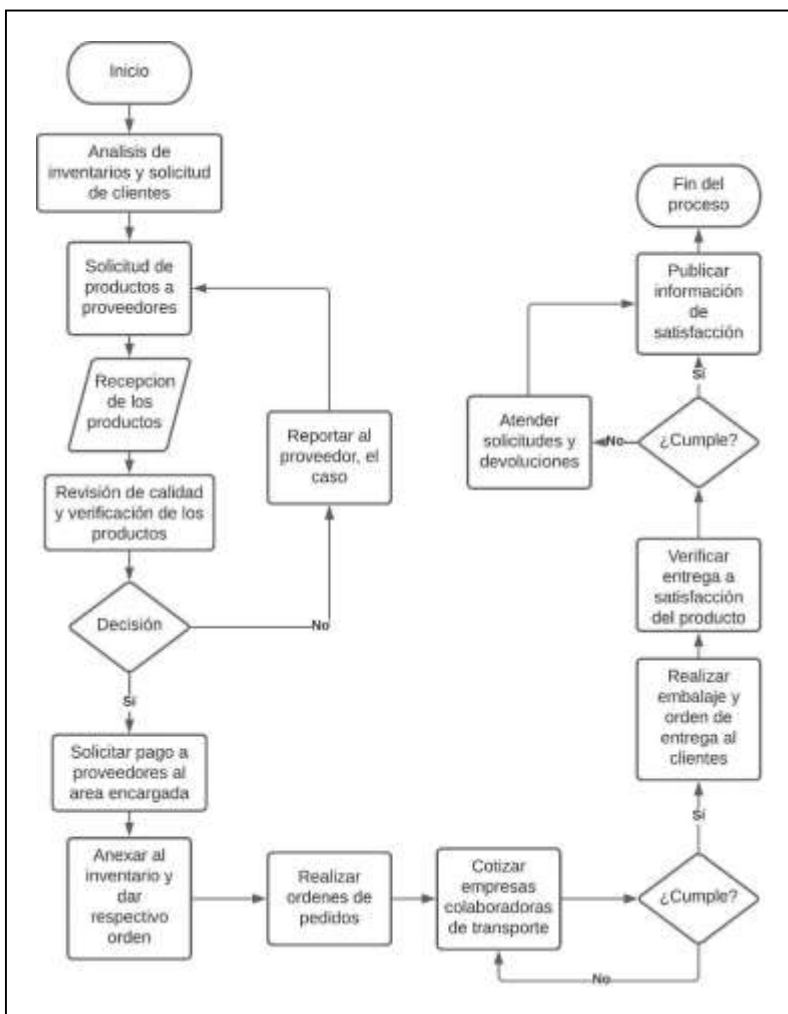 Inicio
Analisis de
inventarios y solicitud
de clientes
Solicitud de
productos a
proveedores
Recepcion
de los
productos
Reportar al
proveedor, el
caso
Revisión de calidad
y verificación de los
productos
Decisión
No
Sí
Solicitar pago a
proveedores al
area encargada
Anexar al
inventario y
dar
respectivo
orden
Realizar
ordenes de
pedidos
Cotizar
empresas
colaboradoras
de transporte
¿Cumple?
No
Sí
Realizar
embalaje y
orden de
entrega al
clientes
Verificar
entrega a
satisfacción
del producto
¿Cumple?
No
Atender
solicitudes y
devoluciones
Sí
Publicar
información
de
satisfacción
Fin del
proceso